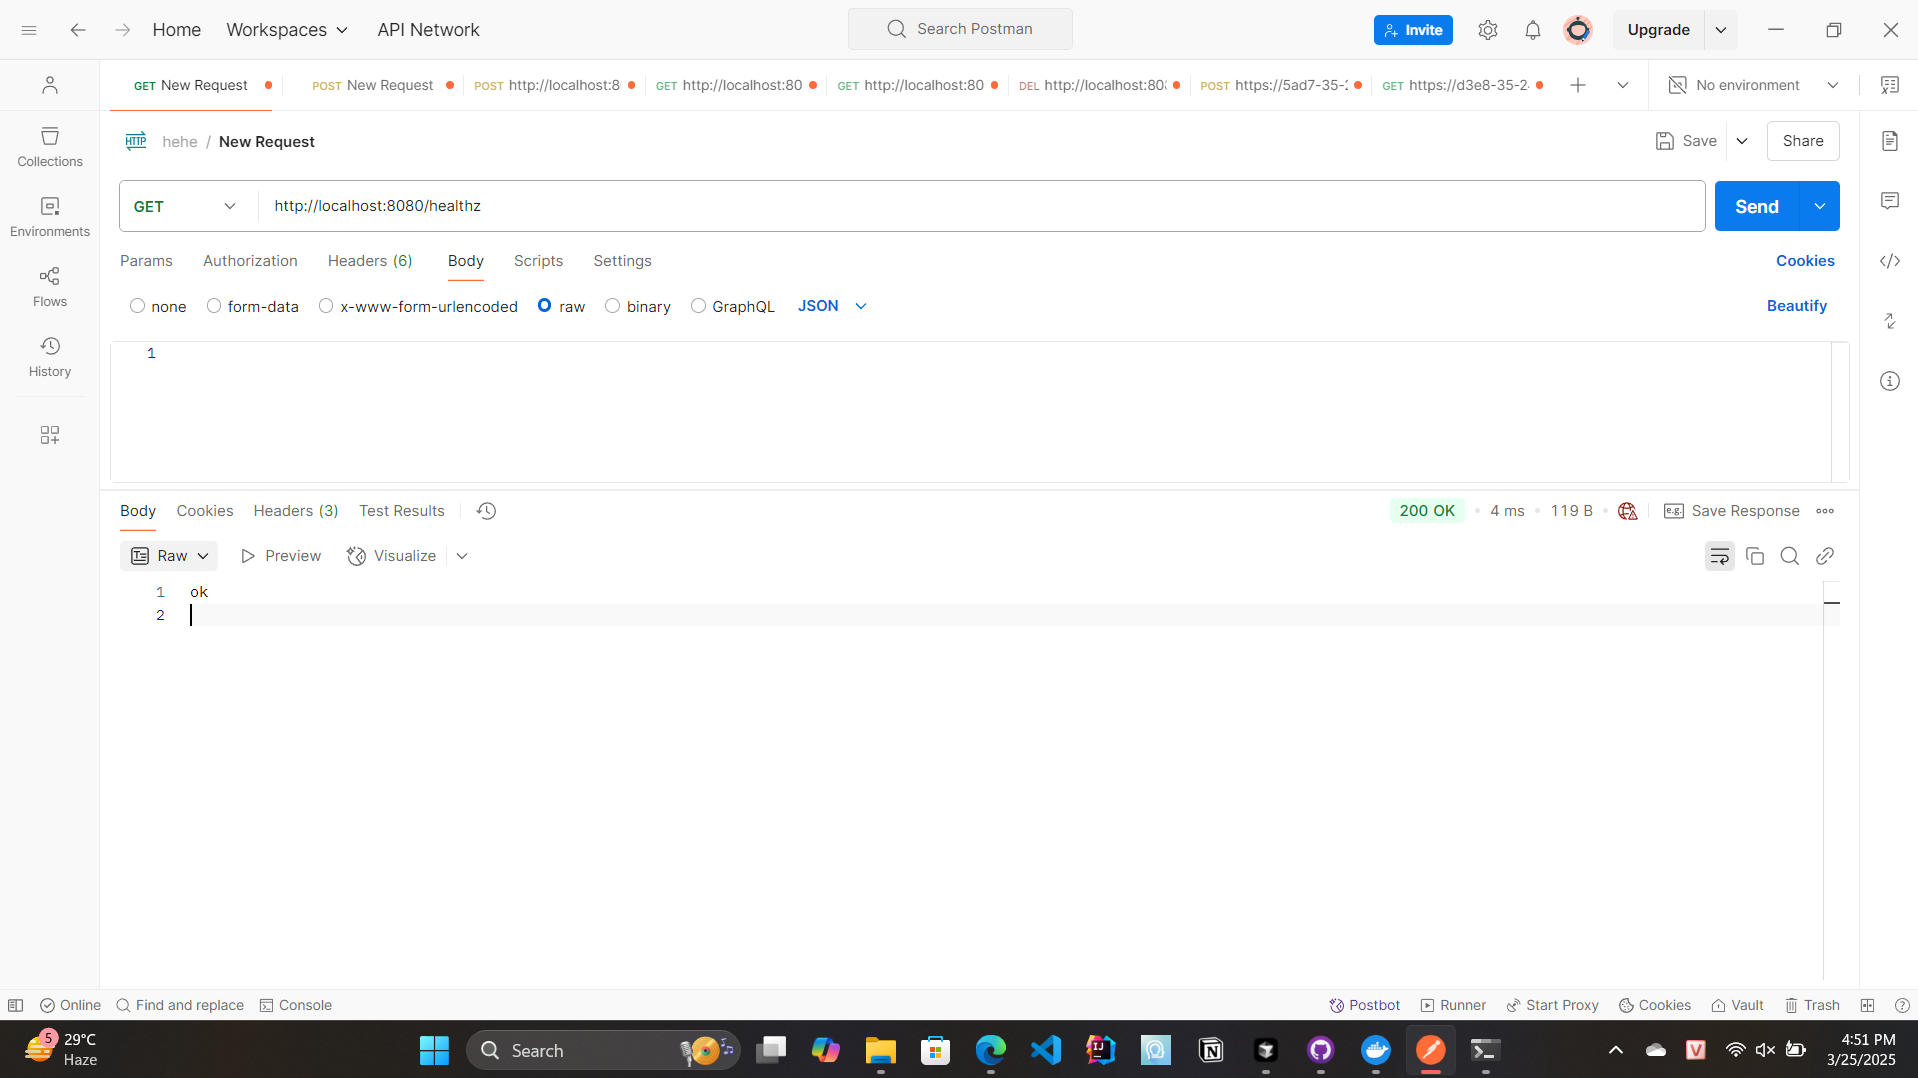 Home
Workspaces
API Network
Search Postman
Invite
Upgrade
GET New Request
POST New Request
POST http://localhost:8
GET http://localhost:80
GET http://localhost:80
DEL http://localhost:80
POST https://5ad7-35-2
GET https://d3e8-35-2
No environment
Collections
Environments
Flows
History
HTTP
hehe / New Request
Save
Share
GET
http://localhost:8080/healthz
Send
Params
Authorization
Headers (6)
Body
Scripts
Settings
Cookies
none
form-data
x-www-form-urlencoded
raw
binary
GraphQL
JSON
Beautify
1
Body
Cookies
Headers (3)
Test Results
200 OK
4 ms
119 B
e.g.
Save Response
Raw
Preview
Visualize
1 ok
2
Online
Find and replace
Console
Postbot
Runner
Start Proxy
Cookies
Vault
Trash
5
29°C
Haze
Search
4:51 PM
3/25/2025